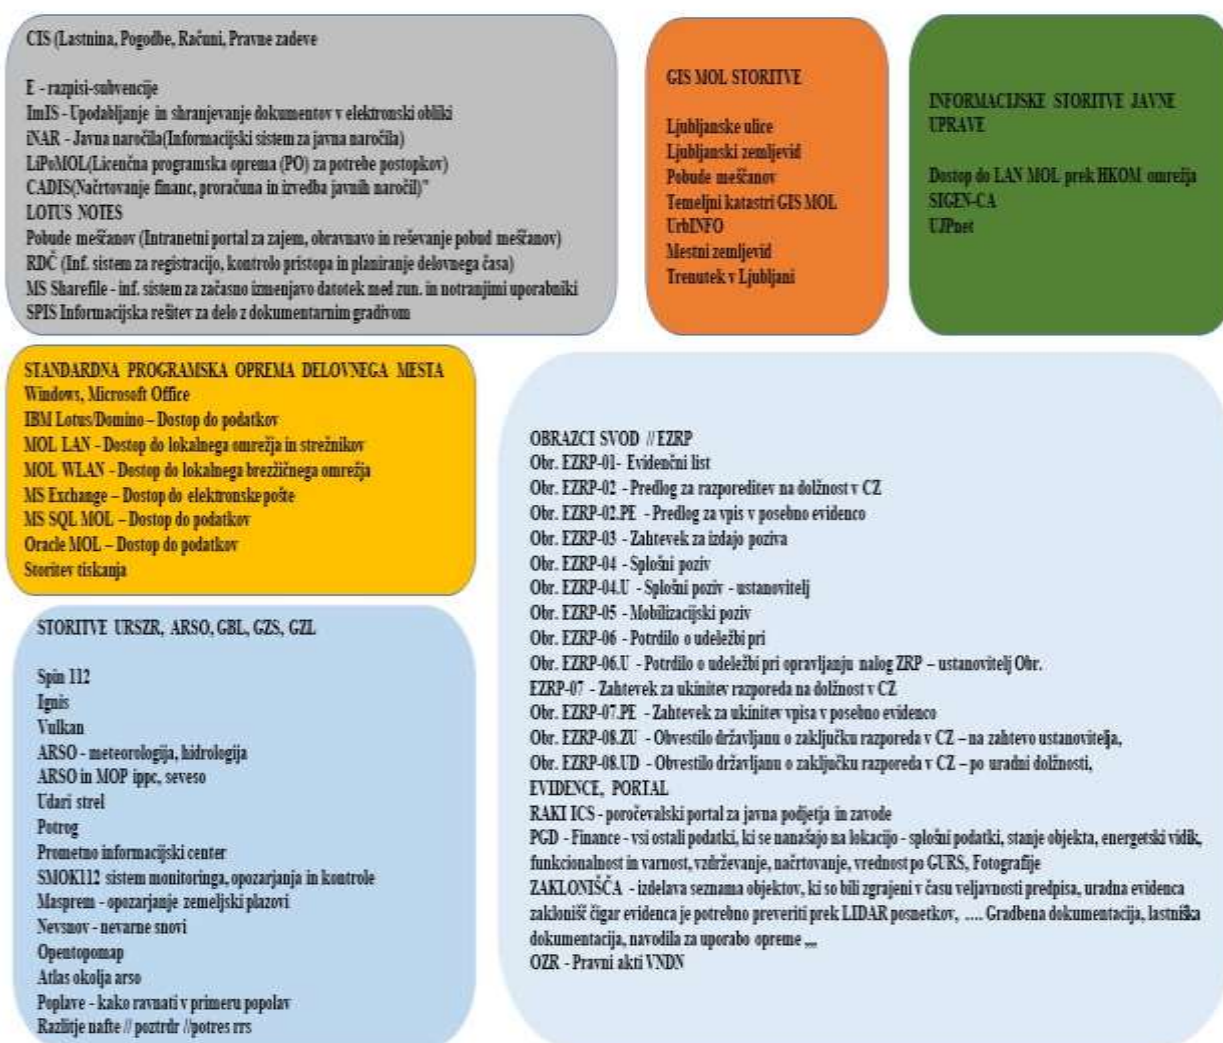 CIS (Lastnina, Pogodbe, Računi, Pravne zadeve
E - razpisi-subvencije
ImIS - Upodabljanje in shranjevanje dokumentov v elektronski obliki
iNAR - Javna naročila(Informacijski sistem za javna naročila)
LiPoMOL(Licenčna programska oprema (PO) za potrebe postopkov)
CADIS(Načrtovanje financ, proračuna in izvedba javnih naročil)"
LOTUS NOTES
Pobude meščanov (Intranetni portal za zajem, obravnavo in reševanje pobud meščanov)
RDČ (Inf. sistem za registracijo, kontrolo pristopa in planiranje delovnega časa)
MS Sharefile - inf. sistem za začasno izmenjavo datotek med zun. in notranjimi uporabniki
SPIS Informacijska rešitev za delo z dokumentarnim gradivom
GIS MOL STORITVE
Ljubljanske ulice
Ljubljanski zemljevid
Pobude meščanov
Temeljni katastri GIS MOL
UrbINFO
Mestni zemljevid
Trenutek v Ljubljani
INFORMACIJSKE STORITVE JAVNE
UPRAVE
Dostop do LAN MOL prek HKOM omrežja
SIGEN-CA
UJPnet
STANDARDNA PROGRAMSKA OPREMA DELOVNEGA MESTA
Windows, Microsoft Office
IBM Lotus/Domino – Dostop do podatkov
MOL LAN - Dostop do lokalnega omrežja in strežnikov
MOL WLAN - Dostop do lokalnega brezžičnega omrežja
MS Exchange – Dostop do elektronske pošte
MS SQL MOL – Dostop do podatkov
Oracle MOL – Dostop do podatkov
Storitev tiskanja
STORITVE URSZR, ARSO, GBL, GZS, GZL
Spin 112
Ignis
Vulkan
ARSO - meteorologija, hidrologija
ARSO in MOP ippc, seveso
Udari strel
Potrog
Prometno informacijski center
SMOK112 sistem monitoringa, opozarjanja in kontrole
Masprem - opozarjanje zemeljski plazovi
Nevsnov - nevarne snovi
Opentopomap
Atlas okolja arso
Poplave - kako ravnati v primeru popolav
Razlitje nafte // poztrdr //potres rrs
OBRAZCI SVOD // EZRP
Obr. EZRP-01- Evidenčni list
Obr. EZRP-02 - Predlog za razporeditev na dolžnost v CZ
Obr. EZRP-02.PE - Predlog za vpis v posebno evidenco
Obr. EZRP-03 - Zahtevek za izdajo poziva
Obr. EZRP-04 - Splošni poziv
Obr. EZRP-04.U - Splošni poziv - ustanovitelj
Obr. EZRP-05 - Mobilizacijski poziv
Obr. EZRP-06 - Potrdilo o udeležbi pri
Obr. EZRP-06.U - Potrdilo o udeležbi pri opravljanju nalog ZRP – ustanovitelj Obr.
EZRP-07 - Zahtevek za ukinitev razporeda na dolžnost v CZ
Obr. EZRP-07.PE - Zahtevek za ukinitev vpisa v posebno evidenco
Obr. EZRP-08.ZU - Obvestilo državljanu o zaključku razporeda v CZ – na zahtevo ustanovitelja,
Obr. EZRP-08.UD - Obvestilo državljanu o zaključku razporeda v CZ – po uradni dolžnosti,
EVIDENCE, PORTAL
RAKI ICS - poročevalski portal za javna podjetja in zavode
PGD - Finance - vsi ostali podatki, ki se nanašajo na lokacijo - splošni podatki, stanje objekta, energetski vidik,
funkcionalnost in varnost, vzdrževanje, načrtovanje, vrednost po GURS, Fotografije
ZAKLONIŠČA - izdelava seznama objektov, ki so bili zgrajeni v času veljavnosti predpisa, uradna evidenca
zaklonišč čigar evidenca je potrebno preveriti prek LIDAR posnetkov, .... Gradbena dokumentacija, lastniška
dokumentacija, navodila za uporabo opreme ,,,,
OZR - Pravni akti VNDN